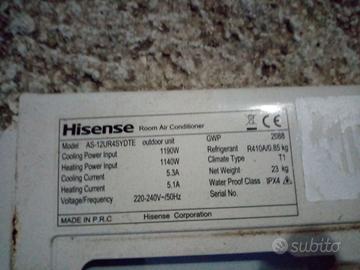 Hisense Room Air Conditioner
Model AS-12UR4SYDTE outdoor unit
Cooling Power Input 1190W
Heating Power Input 1140W
Cooling Current 5.3A
Heating Current 5.1A
Voltage/Frequency 220-240V~/50Hz
GWP 2088
Refrigerant R410A/0.85 kg
Climate Type T1
Net Weight 23 kg
Water Proof Class IPX4
Serial No.
MADE IN P.R.C Hisense Corporation
subito